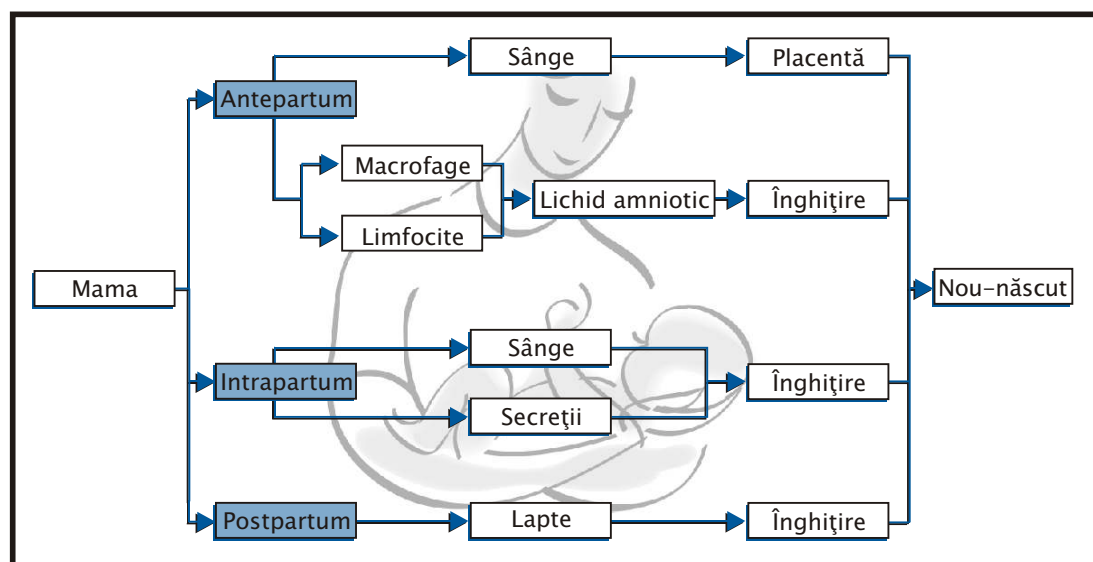 Sânge
Placentă
Antepartum
Macrofage
Lichid amniotic
Înghiţire
Limfocite
Mama
Nou-născut
Sânge
Intrapartum
Înghiţire
Secreţii
Postpartum
Lapte
Înghiţire